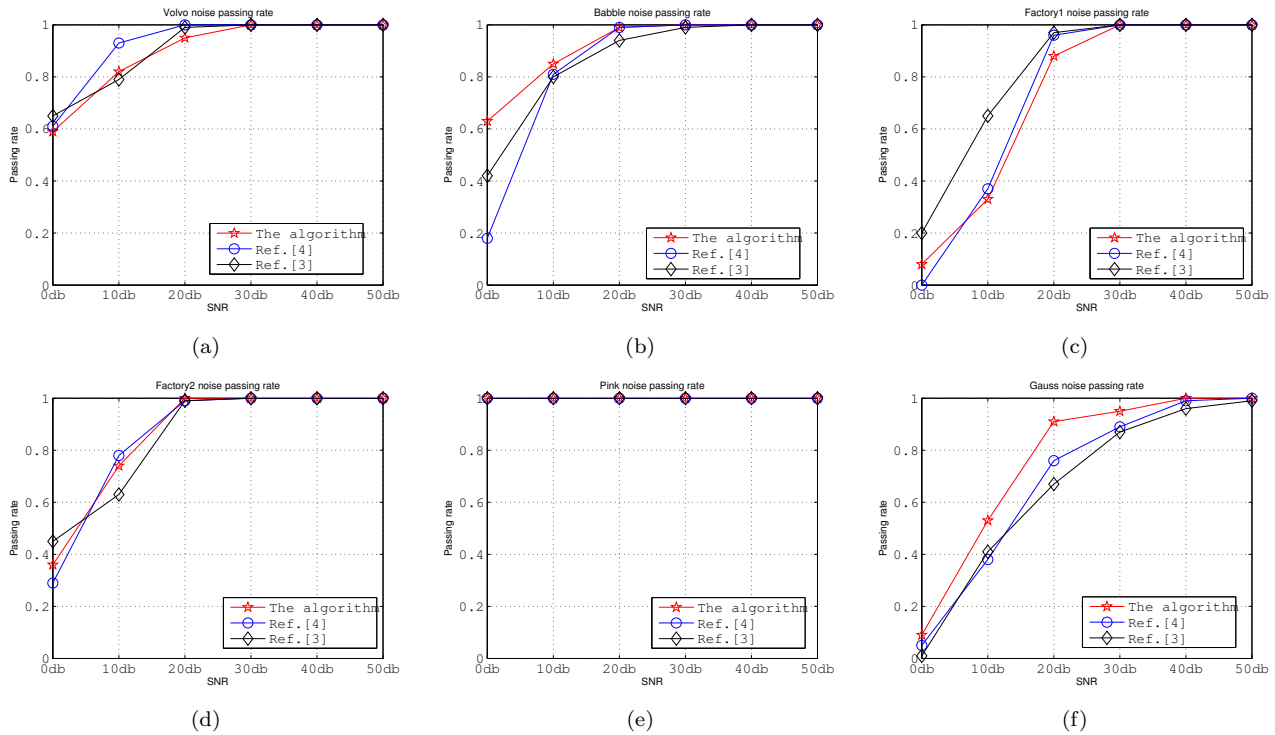 Volvo noise passing rate
1
0.8
0.6
0.4
0.2
0
Passing rate
The algorithm
Ref.[4]
Ref.[3]
0db 10db 20db 30db 40db 50db
SNR
(a)
Babble noise passing rate
1
0.8
0.6
0.4
0.2
0
Passing rate
The algorithm
Ref.[4]
Ref.[3]
0db 10db 20db 30db 40db 50db
SNR
(b)
Factory1 noise passing rate
1
0.8
0.6
0.4
0.2
0
Passing rate
The algorithm
Ref.[4]
Ref.[3]
0db 10db 20db 30db 40db 50db
SNR
(c)
Factory2 noise passing rate
1
0.8
0.6
0.4
0.2
0
Passing rate
The algorithm
Ref.[4]
Ref.[3]
0db 10db 20db 30db 40db 50db
SNR
(d)
Pink noise passing rate
1
0.8
0.6
0.4
0.2
0
Passing rate
The algorithm
Ref.[4]
Ref.[3]
0db 10db 20db 30db 40db 50db
SNR
(e)
Gauss noise passing rate
1
0.8
0.6
0.4
0.2
0
Passing rate
The algorithm
Ref.[4]
Ref.[3]
0db 10db 20db 30db 40db 50db
SNR
(f)